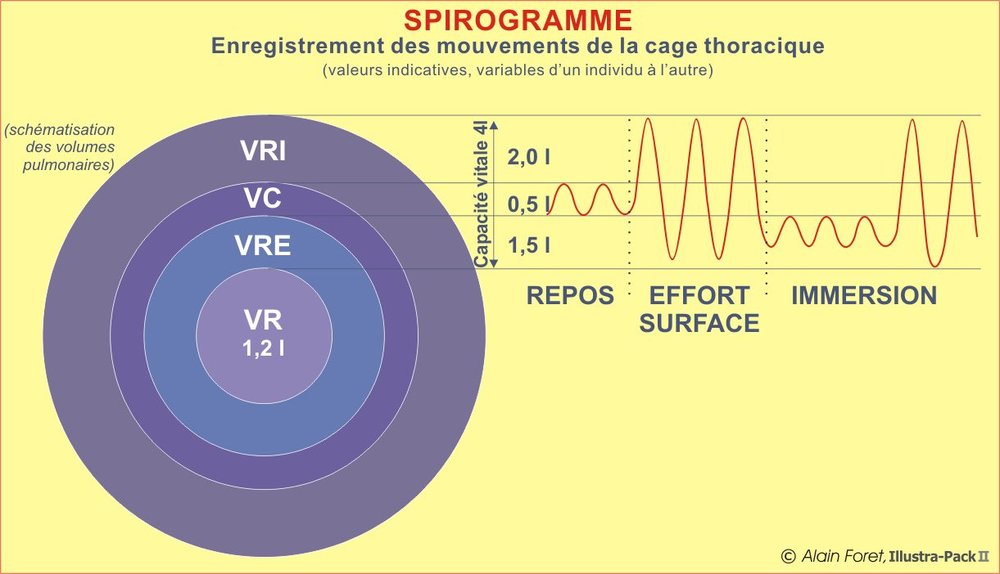 SPIROGRAMME
Enregistrement des mouvements de la cage thoracique
(valeurs indicatives, variables d’un individu à l’autre)
(schématisation
des volumes
pulmonaires)
VRI
VC
VRE
VR
1,2 l
Capacité vitale 4l
2,0 l
0,5 l
1,5 l
REPOS
EFFORT
SURFACE
IMMERSION
© Alain Foret, Illustra-Pack II